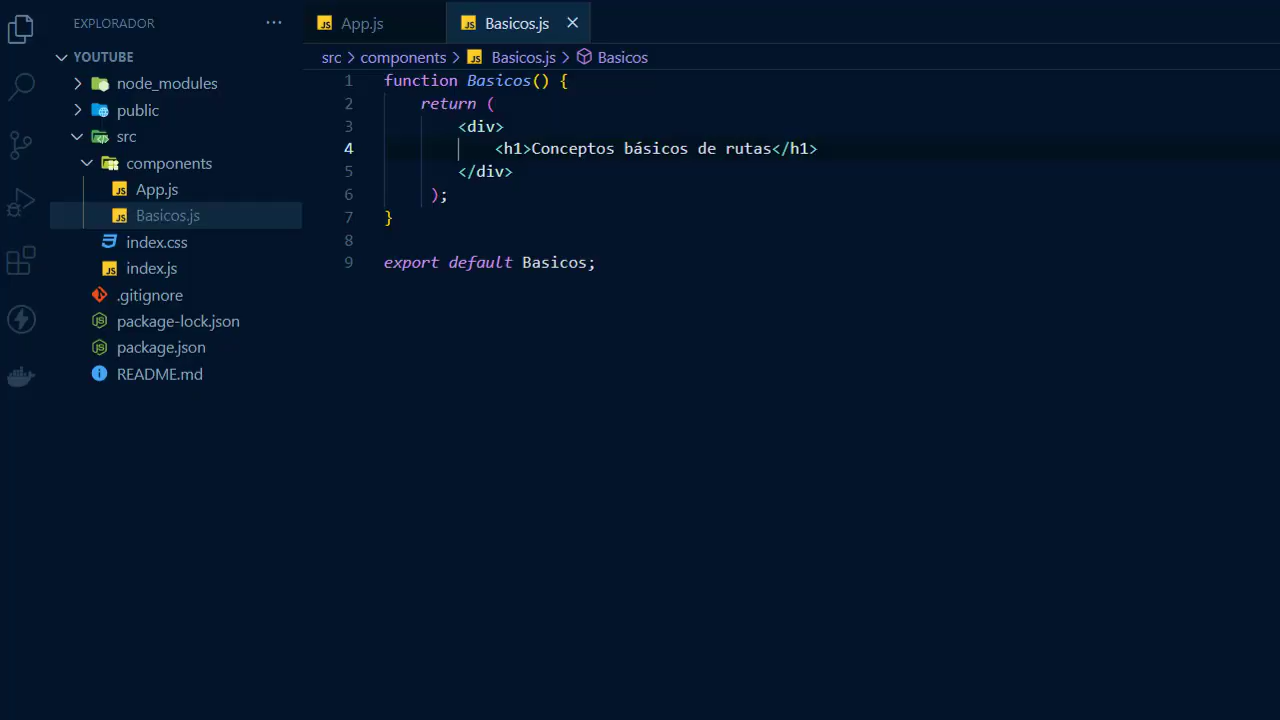 EXPLORADOR ···
YOUTUBE
node_modules
public
src
components
App.js
Basicos.js
index.css
index.js
.gitignore
package-lock.json
package.json
README.md
App.js
Basicos.js
src > components > Basicos.js > Basicos
1 function Basicos() {
2 return (
3 <div>
4 <h1>Conceptos básicos de rutas</h1>
5 </div>
6 );
7 }
8
9 export default Basicos;